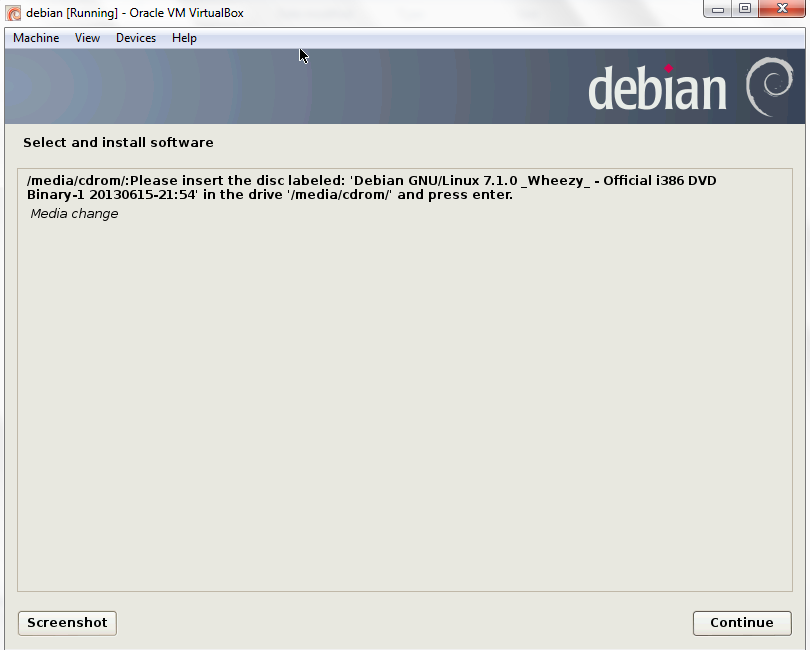 debian [Running] - Oracle VM VirtualBox
Machine View Devices Help
debian
Select and install software
/media/cdrom/:Please insert the disc labeled: 'Debian GNU/Linux 7.1.0 _Wheezy_ - Official i386 DVD
Binary-1 20130615-21:54' in the drive '/media/cdrom/' and press enter.
Media change
Screenshot Continue